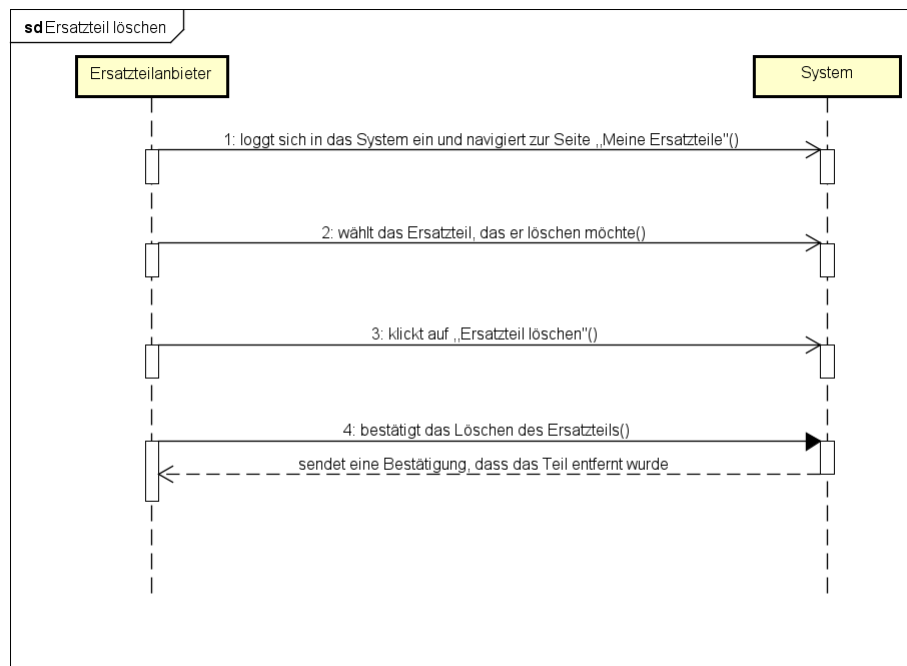 sd Ersatzteil löschen
Ersatzteilanbieter
System
1: loggt sich in das System ein und navigiert zur Seite ,,Meine Ersatzteile"()
2: wählt das Ersatzteil, das er löschen möchte()
3: klickt auf ,,Ersatzteil löschen"()
4: bestätigt das Löschen des Ersatzteils()
sendet eine Bestätigung, dass das Teil entfernt wurde